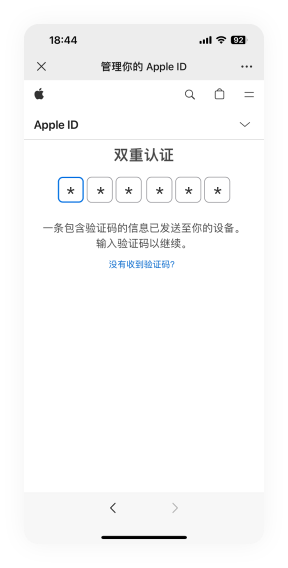 18:44
92
管理你的 Apple ID
Apple ID
双重认证
* * * * * *
一条包含验证码的信息已发送至你的设备。
输入验证码以继续。
没有收到验证码?